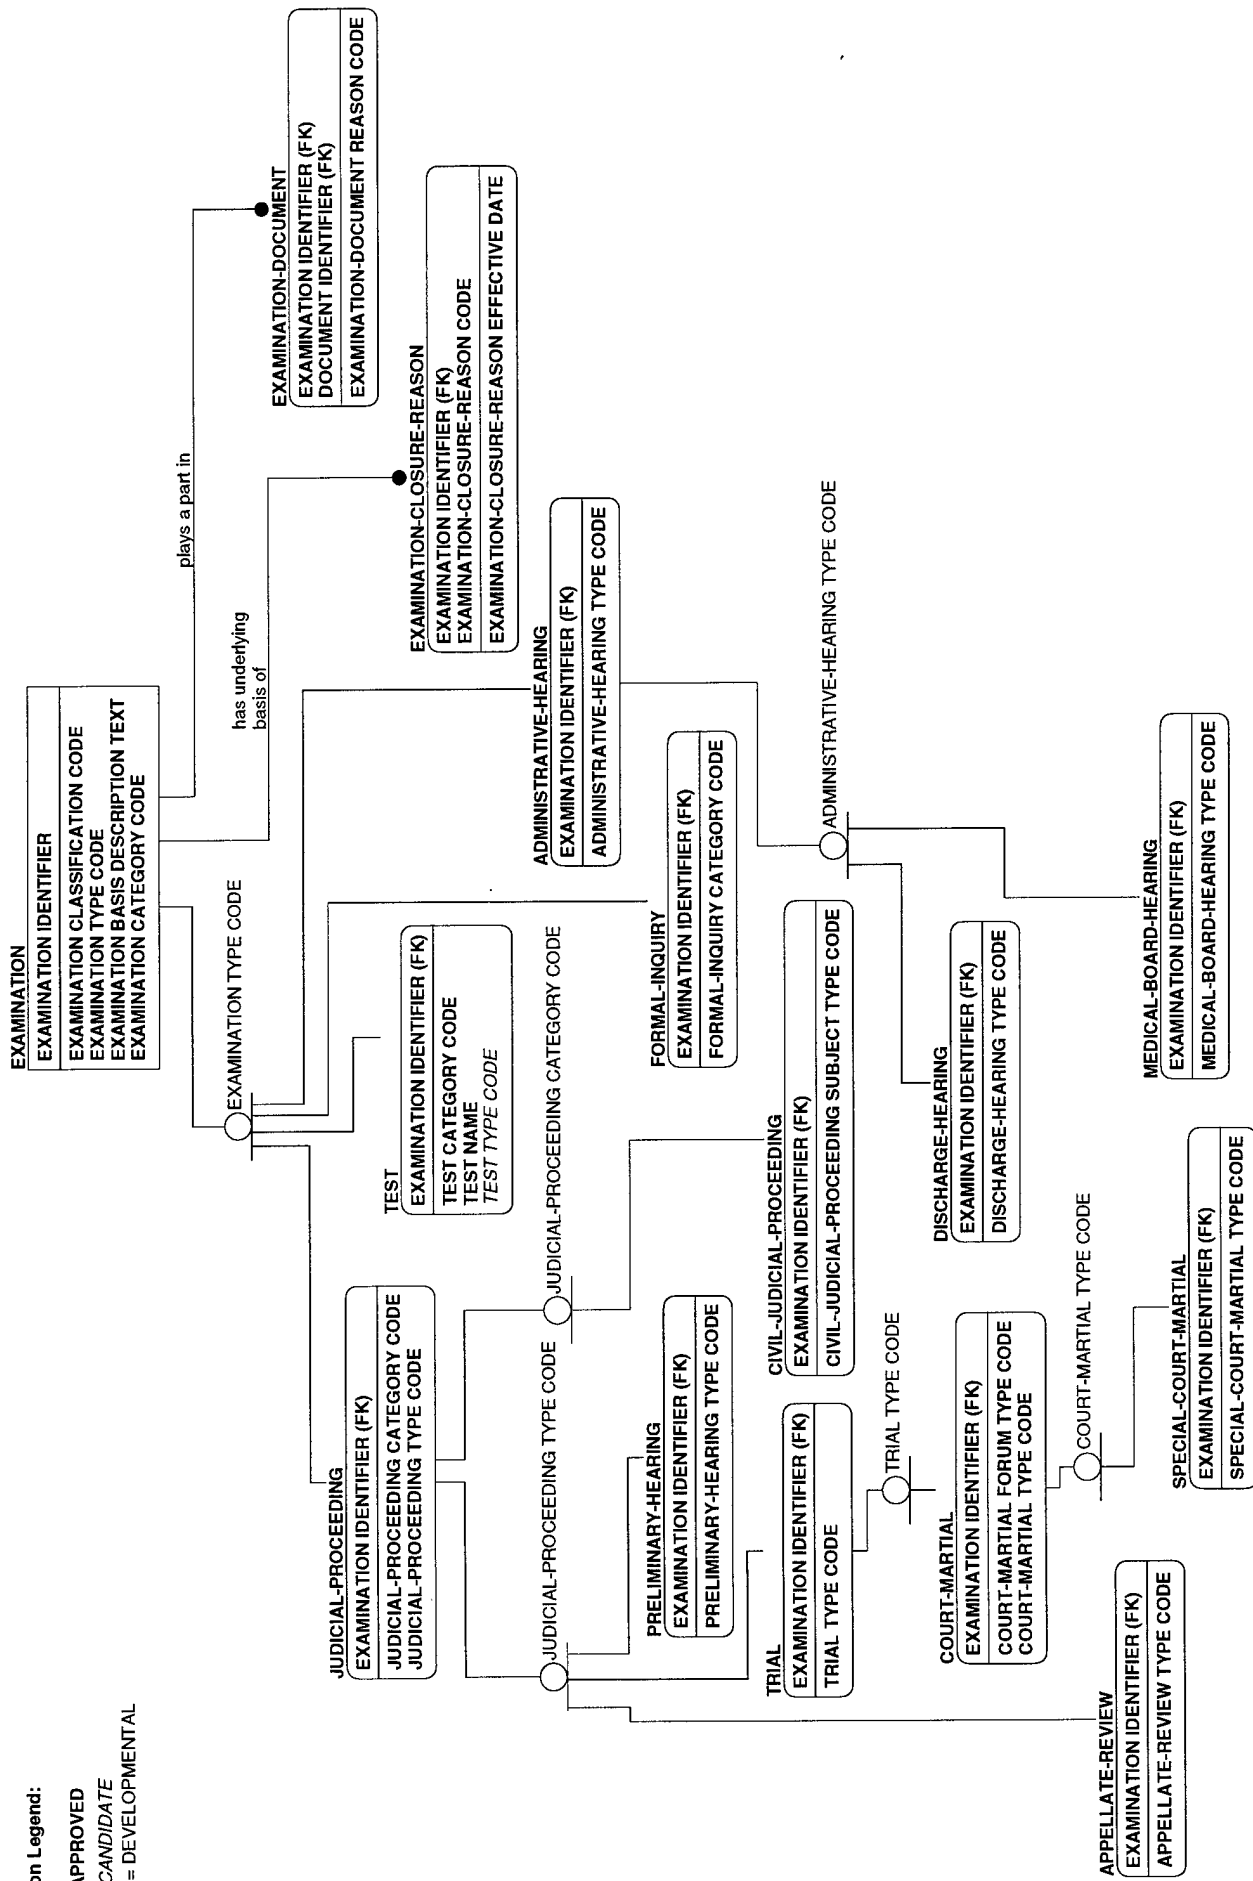 on Legend:
APPROVED
CANDIDATE
= DEVELOPMENTAL
EXAMINATION
EXAMINATION IDENTIFIER
EXAMINATION CLASSIFICATION CODE
EXAMINATION TYPE CODE
EXAMINATION BASIS DESCRIPTION TEXT
EXAMINATION CATEGORY CODE
plays a part in
has underlying
basis of
EXAMINATION TYPE CODE
EXAMINATION-DOCUMENT
EXAMINATION IDENTIFIER (FK)
DOCUMENT IDENTIFIER (FK)
EXAMINATION-DOCUMENT REASON CODE
EXAMINATION-CLOSURE-REASON
EXAMINATION IDENTIFIER (FK)
EXAMINATION-CLOSURE-REASON CODE
EXAMINATION-CLOSURE-REASON EFFECTIVE DATE
JUDICIAL-PROCEEDING
EXAMINATION IDENTIFIER (FK)
JUDICIAL-PROCEEDING CATEGORY CODE
JUDICIAL-PROCEEDING TYPE CODE
TEST
EXAMINATION IDENTIFIER (FK)
TEST CATEGORY CODE
TEST NAME
TEST TYPE CODE
ADMINISTRATIVE-HEARING
EXAMINATION IDENTIFIER (FK)
ADMINISTRATIVE-HEARING TYPE CODE
JUDICIAL-PROCEEDING TYPE CODE
JUDICIAL-PROCEEDING CATEGORY CODE
FORMAL-INQUIRY
EXAMINATION IDENTIFIER (FK)
FORMAL-INQUIRY CATEGORY CODE
PRELIMINARY-HEARING
EXAMINATION IDENTIFIER (FK)
PRELIMINARY-HEARING TYPE CODE
TRIAL
EXAMINATION IDENTIFIER (FK)
TRIAL TYPE CODE
CIVIL-JUDICIAL-PROCEEDING
EXAMINATION IDENTIFIER (FK)
CIVIL-JUDICIAL-PROCEEDING SUBJECT TYPE CODE
ADMINISTRATIVE-HEARING TYPE CODE
TRIAL TYPE CODE
COURT-MARTIAL
EXAMINATION IDENTIFIER (FK)
COURT-MARTIAL FORUM TYPE CODE
COURT-MARTIAL TYPE CODE
DISCHARGE-HEARING
EXAMINATION IDENTIFIER (FK)
DISCHARGE-HEARING TYPE CODE
COURT-MARTIAL TYPE CODE
APPELLATE-REVIEW
EXAMINATION IDENTIFIER (FK)
APPELLATE-REVIEW TYPE CODE
SPECIAL-COURT-MARTIAL
EXAMINATION IDENTIFIER (FK)
SPECIAL-COURT-MARTIAL TYPE CODE
MEDICAL-BOARD-HEARING
EXAMINATION IDENTIFIER (FK)
MEDICAL-BOARD-HEARING TYPE CODE